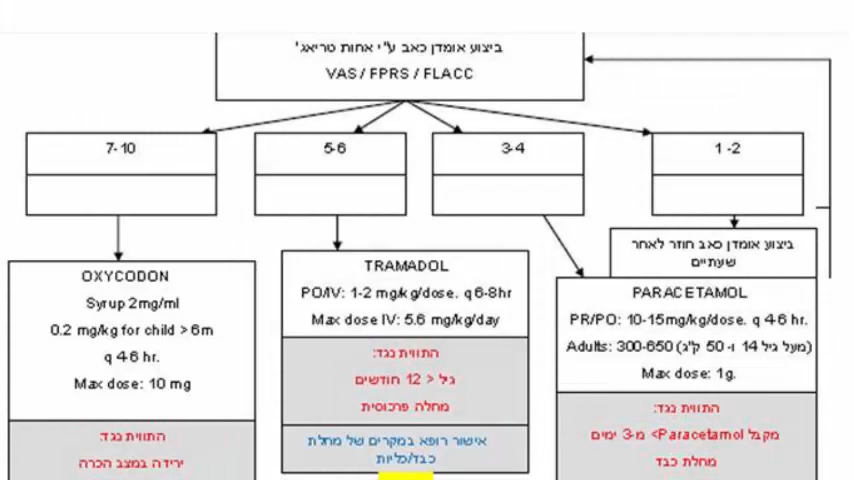 ביצוע אומדן כאב ע"י אחות טריאג'
VAS / FPRS / FLACC
7-10
5-6
3-4
1 -2
ביצוע אומדן כאב חוזר לאחר
שעתיים
OXYCODON
Syrup 2mg/ml
0.2 mg/kg for child > 6m
q 4-6 hr.
Max dose: 10 mg
התווית נגד:
ירידה במצב הכרה
TRAMADOL
PO/IV: 1-2 mg/kg/dose. q 6-8hr
Max dose IV: 5.6 mg/kg/day
התווית נגד:
גיל < 12 חודשים
מחלה פרכוסית
אישור רופא במקרים של מחלת
כבד/כליות
PARACETAMOL
PR/PO: 10-15mg/kg/dose. q 4-6 hr.
Adults: 300-650 (מעל גיל 14 ו- 50 ק"ג)
Max dose: 1g.
התווית נגד:
מקבל Paracetamol> מ-3 ימים
מחלת כבד